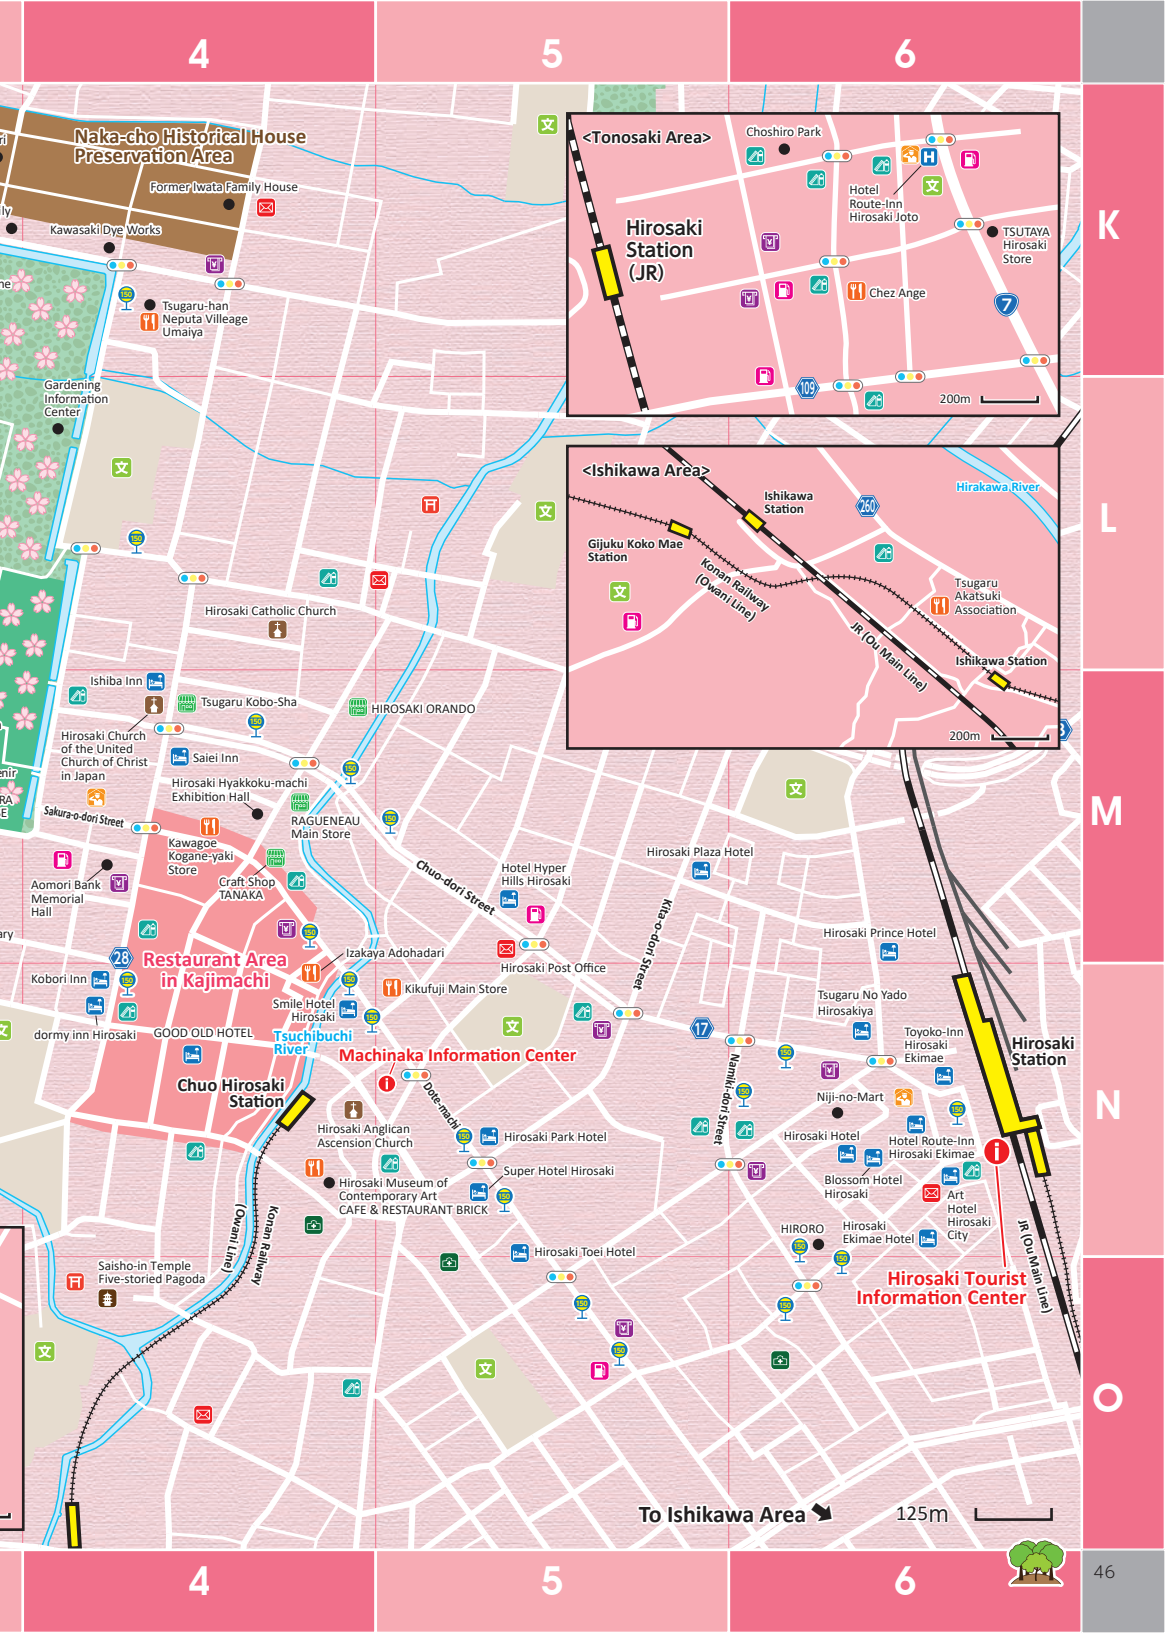 4
5
6
K
L
M
N
O
Naka-cho Historical House
Preservation Area
Former Iwata Family House
Kawasaki Dye Works
Tsugaru-han
Neputa Villeage
Umaiya
Gardening
Information
Center
<Tonosaki Area>
Choshiro Park
H
Hotel
Route-Inn
Hirosaki Joto
Hirosaki
Station
(JR)
TSUTAYA
Hirosaki
Store
Chez Ange
7
109
200m
<Ishikawa Area>
Hirakawa River
Ishikawa
Station
260
Gijuku Koko Mae
Station
Konan Railway
(Owani Line)
Tsugaru
Akatsuki
Association
JR (Ou Main Line)
Ishikawa Station
200m
文
150
Hirosaki Catholic Church
Ishiba Inn
Tsugaru Kobo-Sha
HIROSAKI ORANDO
Hirosaki Church
of the United
Church of Christ
in Japan
Saiei Inn
Hirosaki Hyakkoku-machi
Exhibition Hall
RAGUENEAU
Main Store
Sakura-o-dori Street
Kawagoe
Kogane-yaki
Store
Craft Shop
TANAKA
Aomori Bank
Memorial
Hall
Chuo-dori Street
Hotel Hyper
Hills Hirosaki
Hirosaki Plaza Hotel
Kita-o-dori Street
Hirosaki Prince Hotel
28
Restaurant Area
in Kajimachi
Izakaya Adohadari
Hirosaki Post Office
Kobori Inn
Kikufuji Main Store
Smile Hotel
Hirosaki
dormy inn Hirosaki
GOOD OLD HOTEL
Tsuchibuchi
River
Machinaka Information Center
17
Tsugaru No Yado
Hirosakiya
Toyoko-Inn
Hirosaki
Ekimae
Hirosaki
Station
Chuo Hirosaki
Station
Dote-machi
Namiki-dori Street
Niji-no-Mart
Hirosaki Anglican
Ascension Church
Hirosaki Park Hotel
Hirosaki Hotel
Hotel Route-Inn
Hirosaki Ekimae
Super Hotel Hirosaki
Blossom Hotel
Hirosaki
Hirosaki Museum of
Contemporary Art
CAFE & RESTAURANT BRICK
Art
Hotel
Hirosaki
City
HIRORO
Hirosaki
Ekimae Hotel
Konan Railway
(Owani Line)
Hirosaki Toei Hotel
JR (Ou Main Line)
Saisho-in Temple
Five-storied Pagoda
Hirosaki Tourist
Information Center
To Ishikawa Area
125m
4
5
6
46